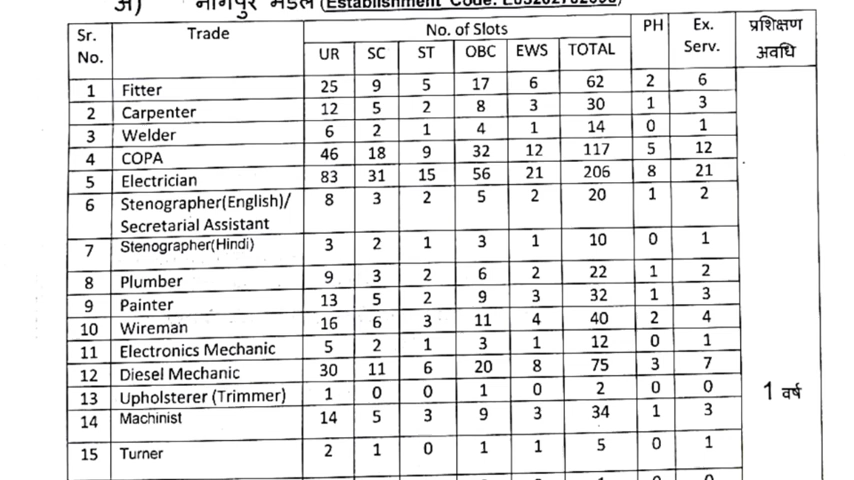 अ) नागपुर मंडल (Establishment Code:
Sr. No. Trade No. of Slots PH Ex. Serv. प्रशिक्षण अवधि
UR SC ST OBC EWS TOTAL
1 Fitter 25 9 5 17 6 62 2 6
2 Carpenter 12 5 2 8 3 30 1 3
3 Welder 6 2 1 4 1 14 0 1
4 COPA 46 18 9 32 12 117 5 12
5 Electrician 83 31 15 56 21 206 8 21
6 Stenographer(English)/ 8 3 2 5 2 20 1 2
Secretarial Assistant
7 Stenographer(Hindi) 3 2 1 3 1 10 0 1
8 Plumber 9 3 2 6 2 22 1 2
9 Painter 13 5 2 9 3 32 1 3
10 Wireman 16 6 3 11 4 40 2 4
11 Electronics Mechanic 5 2 1 3 1 12 0 1
12 Diesel Mechanic 30 11 6 20 8 75 3 7
13 Upholsterer (Trimmer) 1 0 0 1 0 2 0 0
1 वर्ष
14 Machinist 14 5 3 9 3 34 1 3
15 Turner 2 1 0 1 1 5 0 1